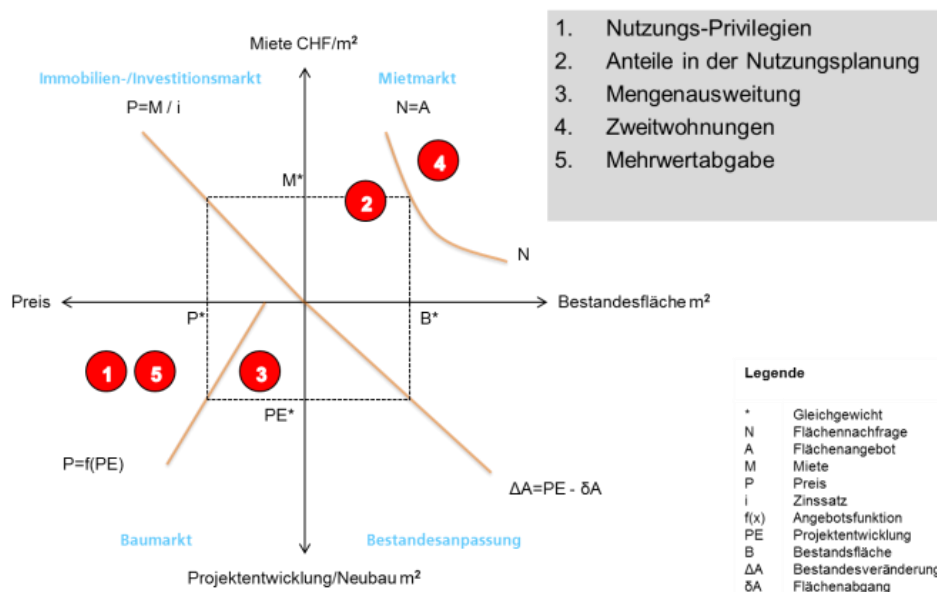 Miete CHF/m²
Immobilien-/Investitionsmarkt
Mietmarkt
P=M / i
N=A
M*
4
2
N
Preis
Bestandesfläche m²
P*
B*
1
5
3
PE*
P=f(PE)
ΔA=PE - δA
Baumarkt
Bestandesanpassung
Projektentwicklung/Neubau m²
1. Nutzungs-Privilegien
2. Anteile in der Nutzungsplanung
3. Mengenausweitung
4. Zweitwohnungen
5. Mehrwertabgabe
Legende
* Gleichgewicht
N Flächennachfrage
A Flächenangebot
M Miete
P Preis
i Zinssatz
f(x) Angebotsfunktion
PE Projektentwicklung
B Bestandsfläche
ΔA Bestandesveränderung
δA Flächenabgang